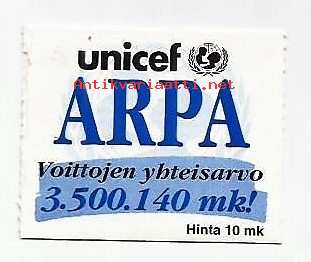 unicef
Antikvariaatti.net
ARPA
Voittojen yhteisarvo
3.500.140 mk!
Hinta 10 mk